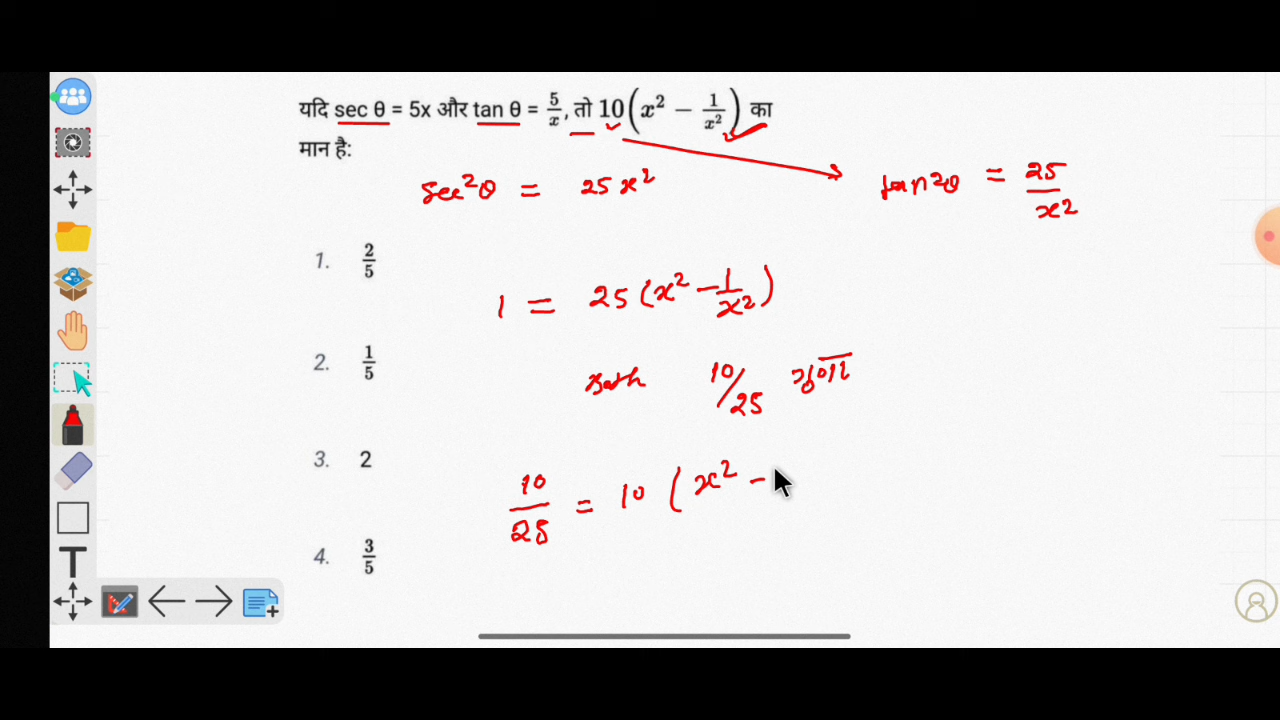 यदि sec θ = 5x और tan θ = 5/x, तो 10(x² − 1/x²) का
मान है:
sec²θ = 25x²
tan²θ = 25/x²
1. 2/5
1 = 25(x² − 1/x²)
2. 1/5
10/25
3. 2
10/25 = 10 (x² −
4. 3/5
T